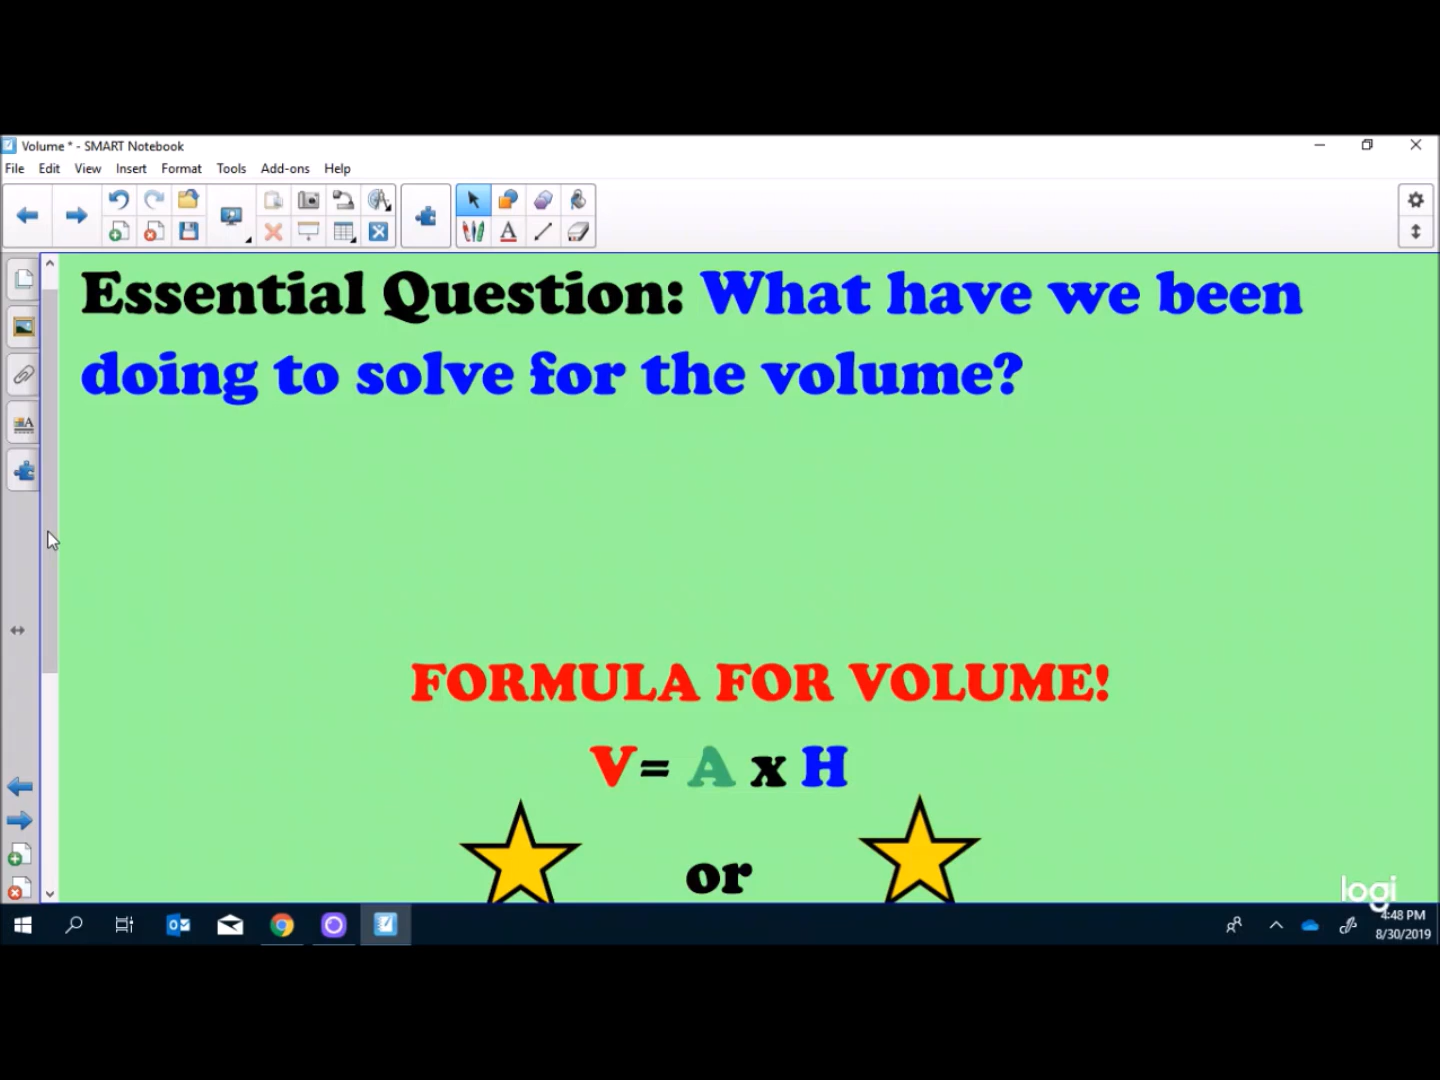 Volume * - SMART Notebook
File Edit View Insert Format Tools Add-ons Help
Essential Question: What have we been
doing to solve for the volume?
FORMULA FOR VOLUME!
V= A x H
or
logi
4:48 PM
8/30/2019